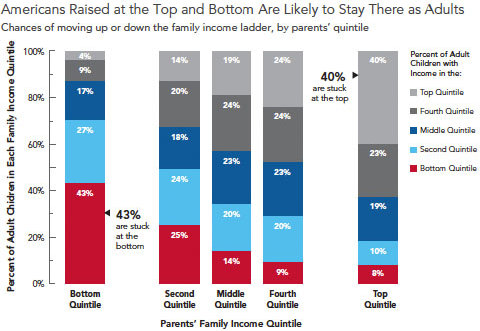 Americans Raised at the Top and Bottom Are Likely to Stay There as Adults
Chances of moving up or down the family income ladder, by parents' quintile
Percent of Adult Chidren in Each Family Income Quintile
100%
80%
60%
40%
20%
0%
4%
9%
17%
27%
43%
43%
are stuck
at the
bottom
14%
20%
18%
24%
25%
19%
24%
23%
20%
14%
24%
24%
23%
20%
9%
40%
are stuck
at the top
40%
23%
19%
10%
8%
Percent of Adult
Children with
Income in the:
Top Quintile
Fourth Quintile
Middle Quintile
Second Quintile
Bottom Quintile
Bottom
Quintile
Second
Quintile
Middle
Quintile
Fourth
Quintile
Top
Quintile
Parents' Family Income Quintile